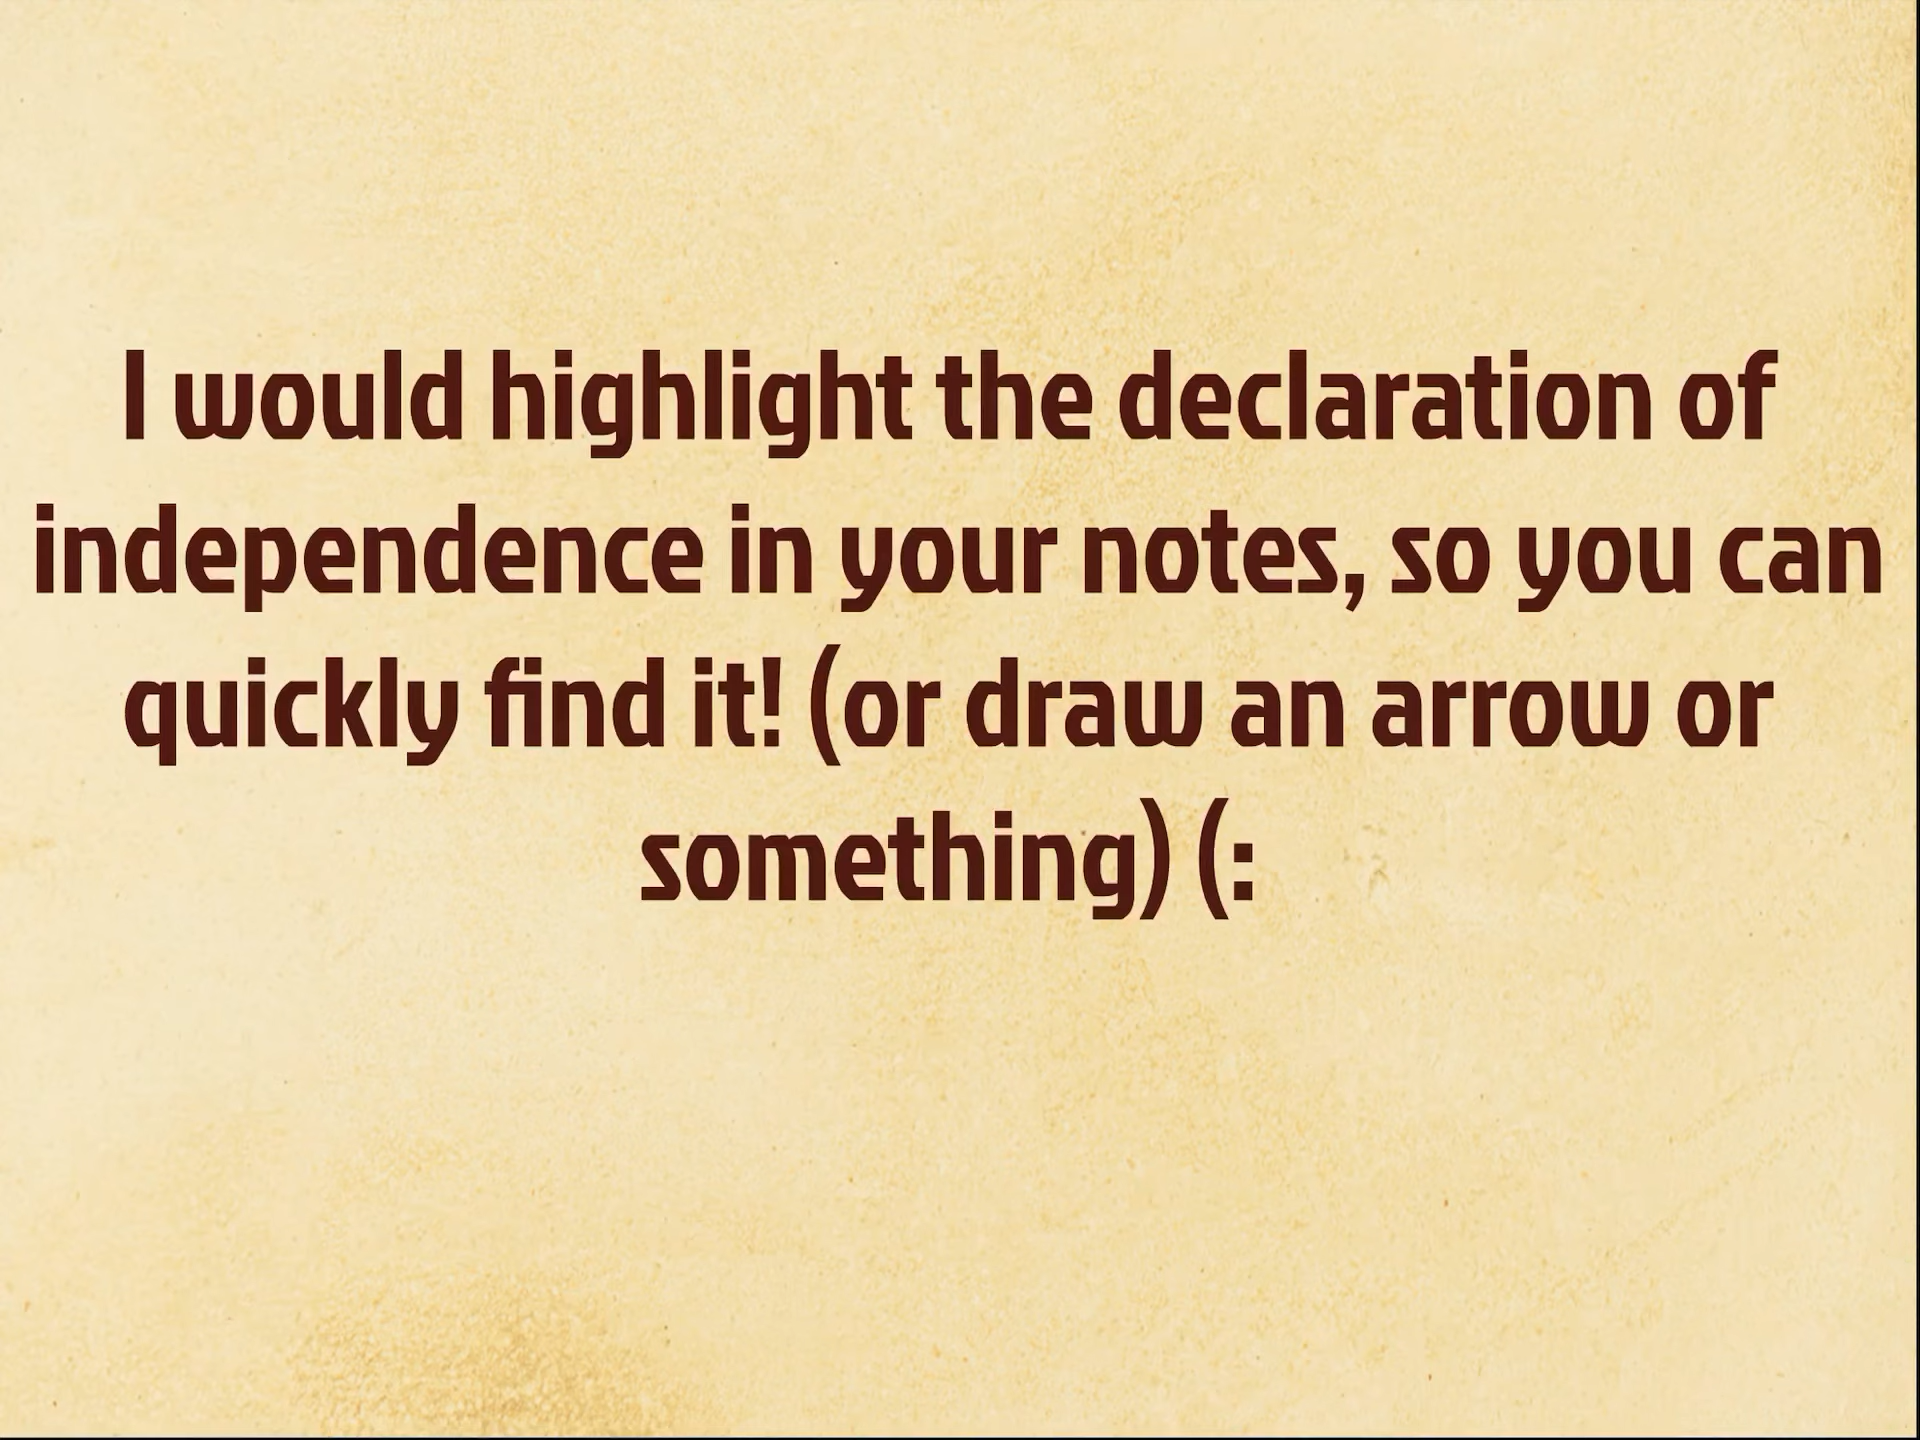 I would highlight the declaration of
independence in your notes, so you can
quickly find it! (or draw an arrow or
something) (: